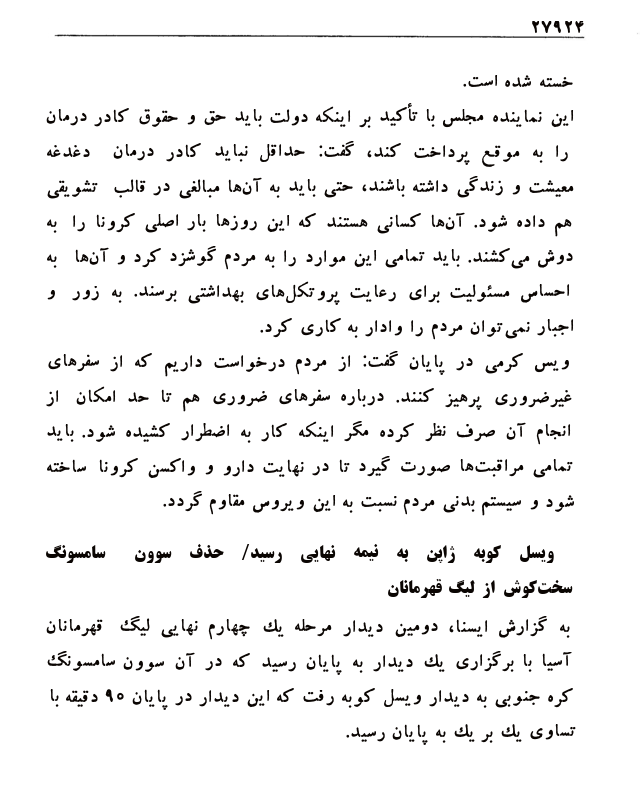 ۲۷۹۲۴
خسته شده است.
این نماینده مجلس با تأکید بر اینکه دولت باید حق و حقوق کادر درمان
را به موقع پرداخت کند، گفت: حداقل نباید کادر درمان دغدغه
معیشت و زندگی داشته باشند، حتی باید به آن‌ها مبالغی در قالب تشویقی
هم داده شود. آن‌ها کسانی هستند که این روزها بار اصلی کرونا را به
دوش می‌کشند. باید تمامی این موارد را به مردم گوشزد کرد و آن‌ها به
احساس مسئولیت برای رعایت پروتکل‌های بهداشتی برسند. به زور و
اجبار نمی‌توان مردم را وادار به کاری کرد.
ویس کرمی در پایان گفت: از مردم درخواست داریم که از سفرهای
غیرضروری پرهیز کنند. درباره سفرهای ضروری هم تا حد امکان از
انجام آن صرف نظر کرده مگر اینکه کار به اضطرار کشیده شود. باید
تمامی مراقبت‌ها صورت گیرد تا در نهایت دارو و واکسن کرونا ساخته
شود و سیستم بدنی مردم نسبت به این ویروس مقاوم گردد.
ویسل کوبه ژاپن به نیمه نهایی رسید/ حذف سوون سامسونگ
سخت‌کوش از لیگ قهرمانان
به گزارش ایسنا، دومین دیدار مرحله یك چهارم نهایی لیگ قهرمانان
آسیا با برگزاری یك دیدار به پایان رسید که در آن سوون سامسونگ
کره جنوبی به دیدار ویسل کوبه رفت که این دیدار در پایان ۹۵ دقیقه با
تساوی یك بر یك به پایان رسید.